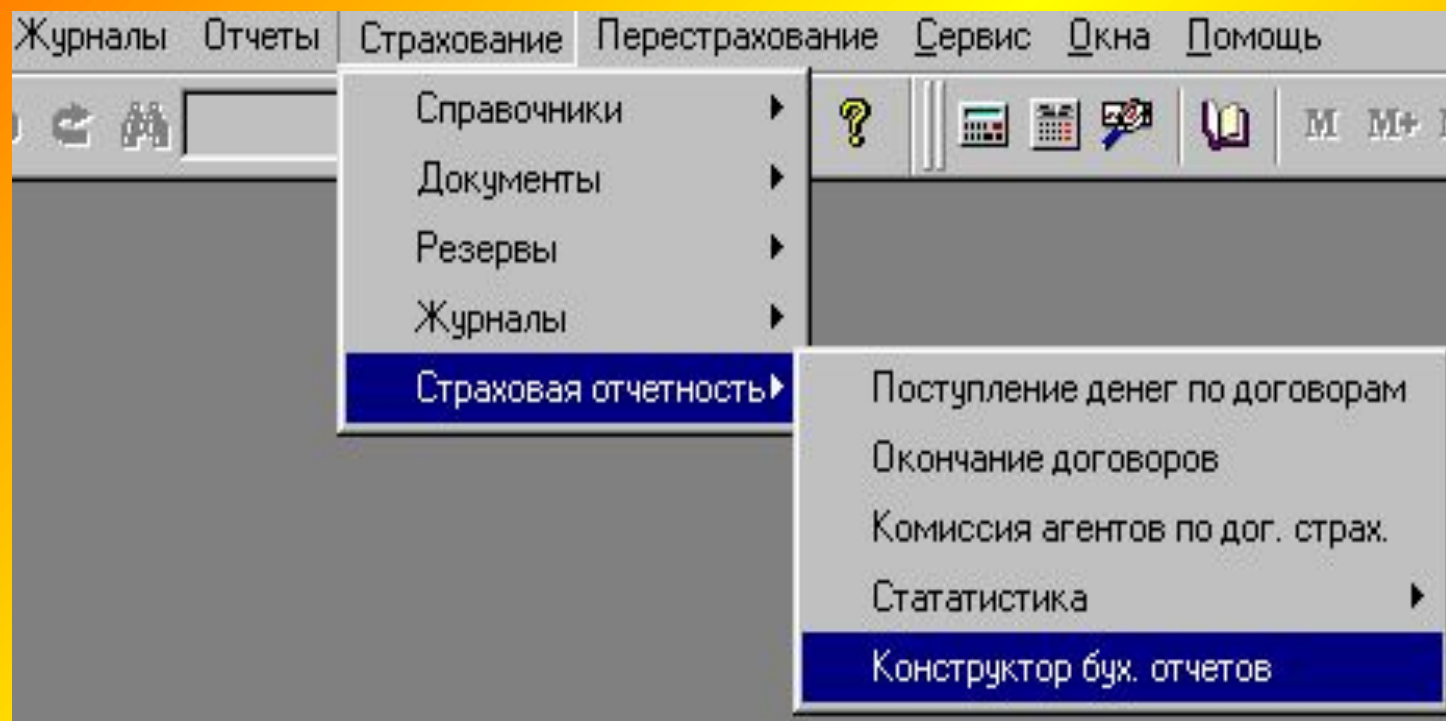 Журналы Отчеты Страхование Перестрахование Сервис Окна Помощь
M M+
Справочники
Документы
Резервы
Журналы
Страховая отчетность
Поступление денег по договорам
Окончание договоров
Комиссия агентов по дог. страх.
Стататистика
Конструктор бух. отчетов